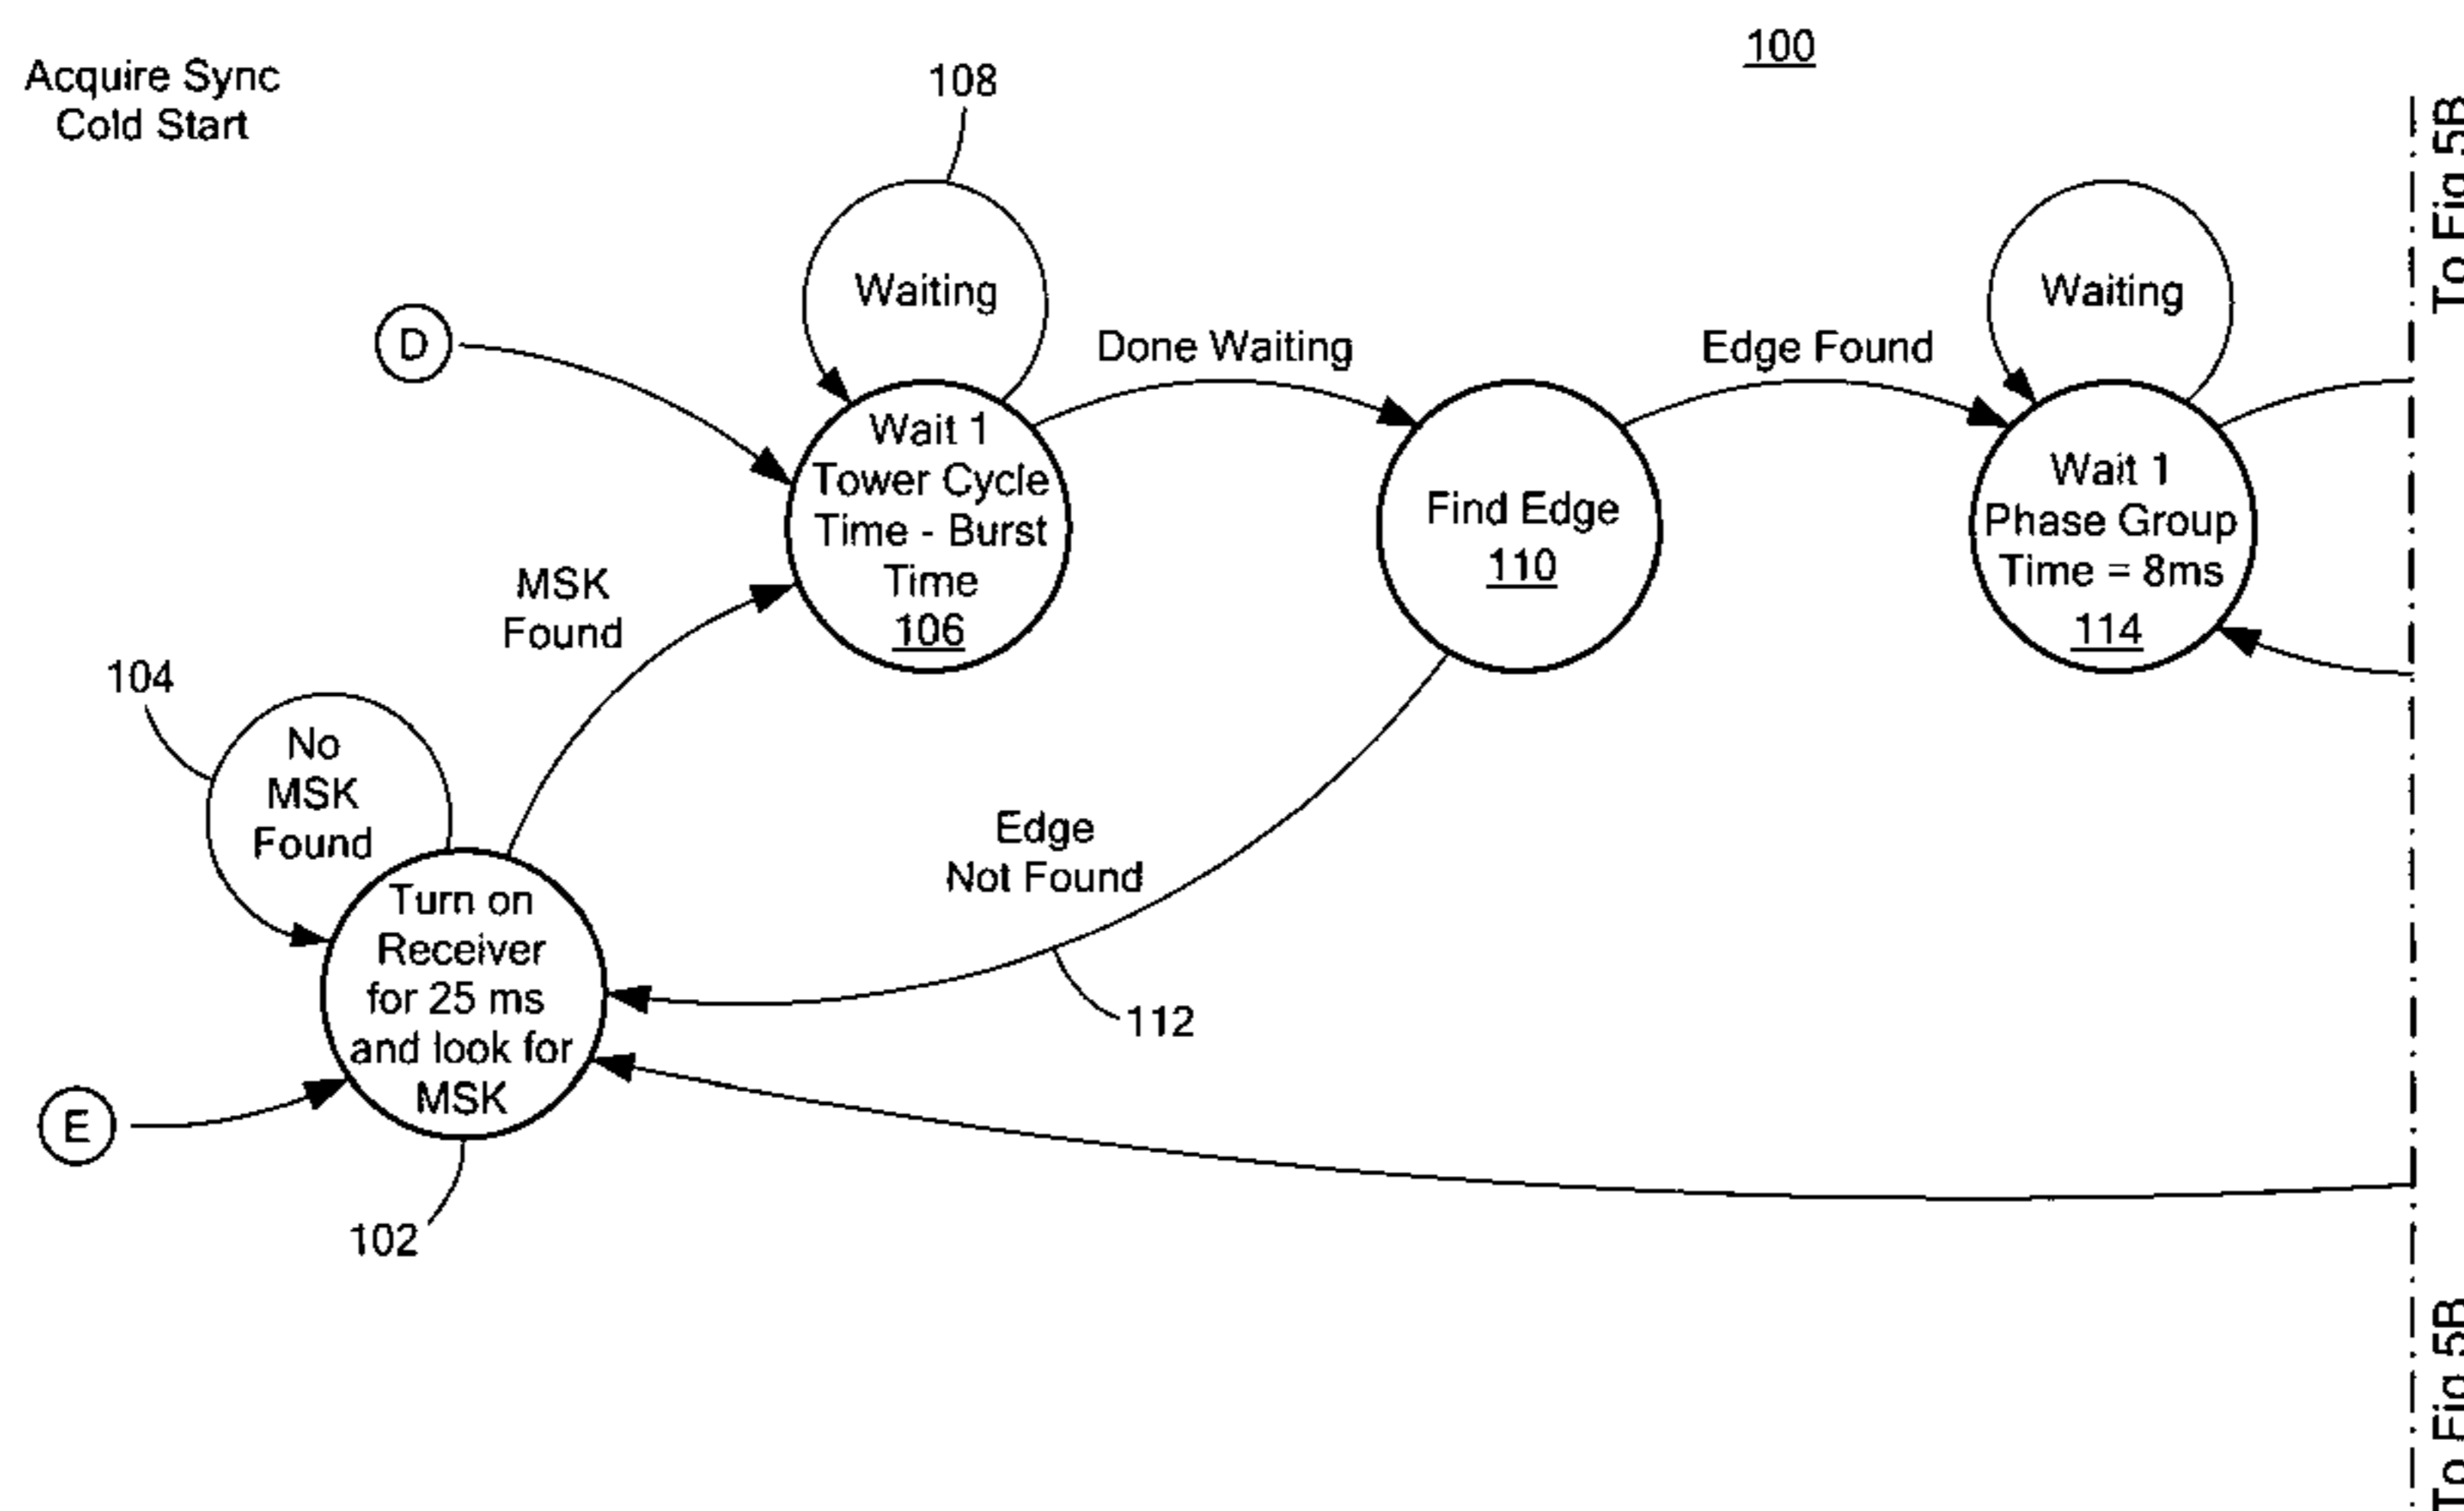 100
Acquire Sync
Cold Start
108
To Fig 5B
Waiting
Waiting
D
Done Waiting
Edge Found
Wait 1
Tower Cycle
Time - Burst
Time
106
Find Edge
110
Wait 1
Phase Group
Time = 8ms
114
MSK
Found
104
No
MSK
Found
Edge
Not Found
Turn on
Receiver
for 25 ms
and look for
MSK
112
E
102
To Fig 5B